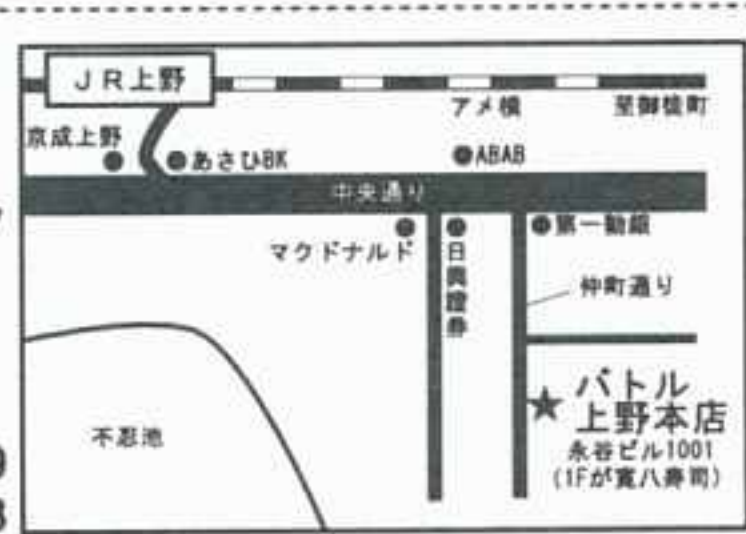 JR上野
アメ横
至御徒町
京成上野
あさひBK
ABAB
中央通り
マクドナルド
日興證券
第一勧銀
仲町通り
バトル
上野本店
永谷ビル1001
(1Fが寛八寿司)
不忍池